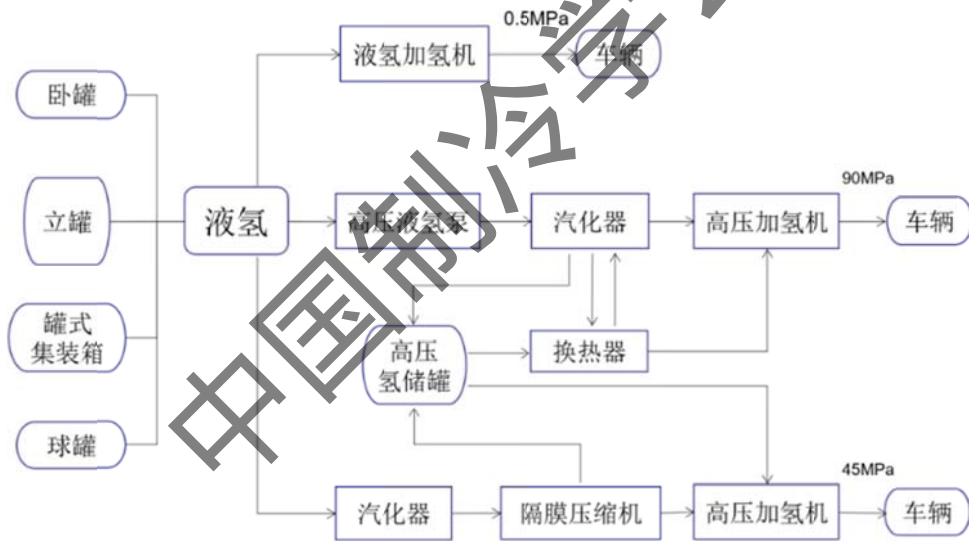 0.5MPa
液氢加氢机
车辆
卧罐
90MPa
立罐
液氢
高压液氢泵
汽化器
高压加氢机
车辆
罐式
集装箱
高压
氢储罐
换热器
球罐
45MPa
汽化器
隔膜压缩机
高压加氢机
车辆
中国制冷学